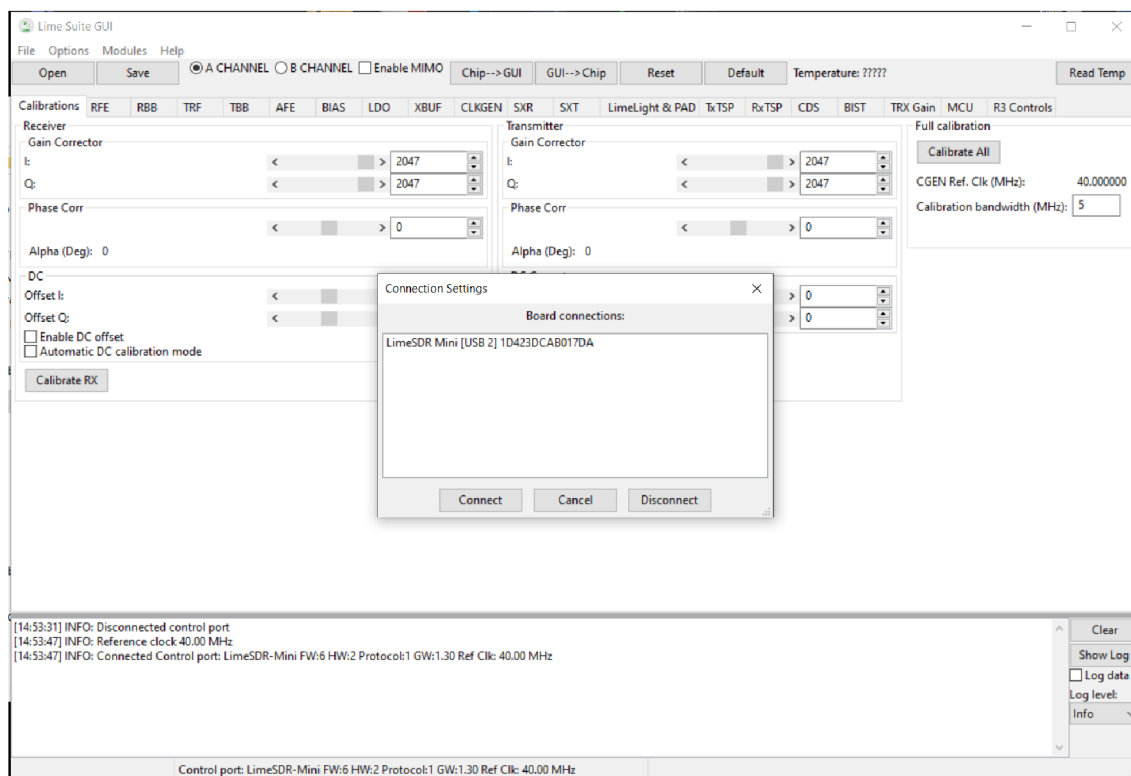 Lime Suite GUI
File Options Modules Help
Open Save A CHANNEL B CHANNEL Enable MIMO Chip-->GUI GUI-->Chip Reset Default Temperature: ????? Read Temp
Calibrations RFE RBB TRF TBB AFE BIAS LDO XBUF CLKGEN SXR SXT LimeLight & PAD TxTSP RxTSP CDS BIST TRX Gain MCU R3 Controls
Receiver
Gain Corrector
I: 2047
Q: 2047
Phase Corr
0
Alpha (Deg): 0
DC
Offset I:
Offset Q:
Enable DC offset
Automatic DC calibration mode
Calibrate RX
Transmitter
Gain Corrector
I: 2047
Q: 2047
Phase Corr
0
Alpha (Deg): 0
0
0
Full calibration
Calibrate All
CGEN Ref. Clk (MHz): 40.000000
Calibration bandwidth (MHz): 5
Connection Settings
Board connections:
LimeSDR Mini [USB 2] 1D423DCAB017DA
Connect Cancel Disconnect
[14:53:31] INFO: Disconnected control port
[14:53:47] INFO: Reference clock 40.00 MHz
[14:53:47] INFO: Connected Control port: LimeSDR-Mini FW:6 HW:2 Protocol:1 GW:1.30 Ref Clk: 40.00 MHz
Clear
Show Log
Log data
Log level:
Info
Control port: LimeSDR-Mini FW:6 HW:2 Protocol:1 GW:1.30 Ref Clk: 40.00 MHz